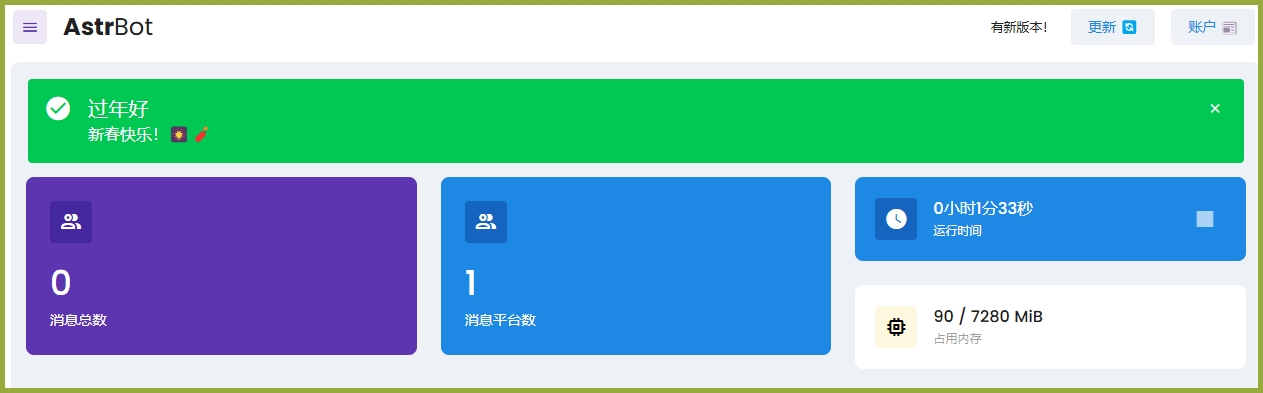 AstrBot
有新版本!
更新
账户
过年好
新春快乐!
0
消息总数
1
消息平台数
0小时1分33秒
运行时间
90 / 7280 MiB
占用内存